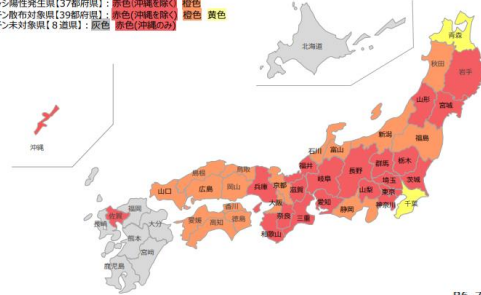 陽性発生県【37都府県】：赤色(沖縄を除く) 橙色
ン散布対象県【39都府県】：赤色(沖縄を除く) 橙色 黄色
ン未対象県【８道県】：灰色 赤色(沖縄のみ)
北海道
青森
秋田
岩手
山形
宮城
沖縄
新潟
福島
石川
富山
福井
群馬
栃木
長野
島根
鳥取
岐阜
埼玉
茨城
山口
広島
岡山
兵庫
京都
滋賀
山梨
東京
香川
大阪
愛知
静岡
神奈川
千葉
福岡
佐賀
愛媛
高知
徳島
奈良
三重
長崎
大分
和歌山
熊本
宮崎
鹿児島